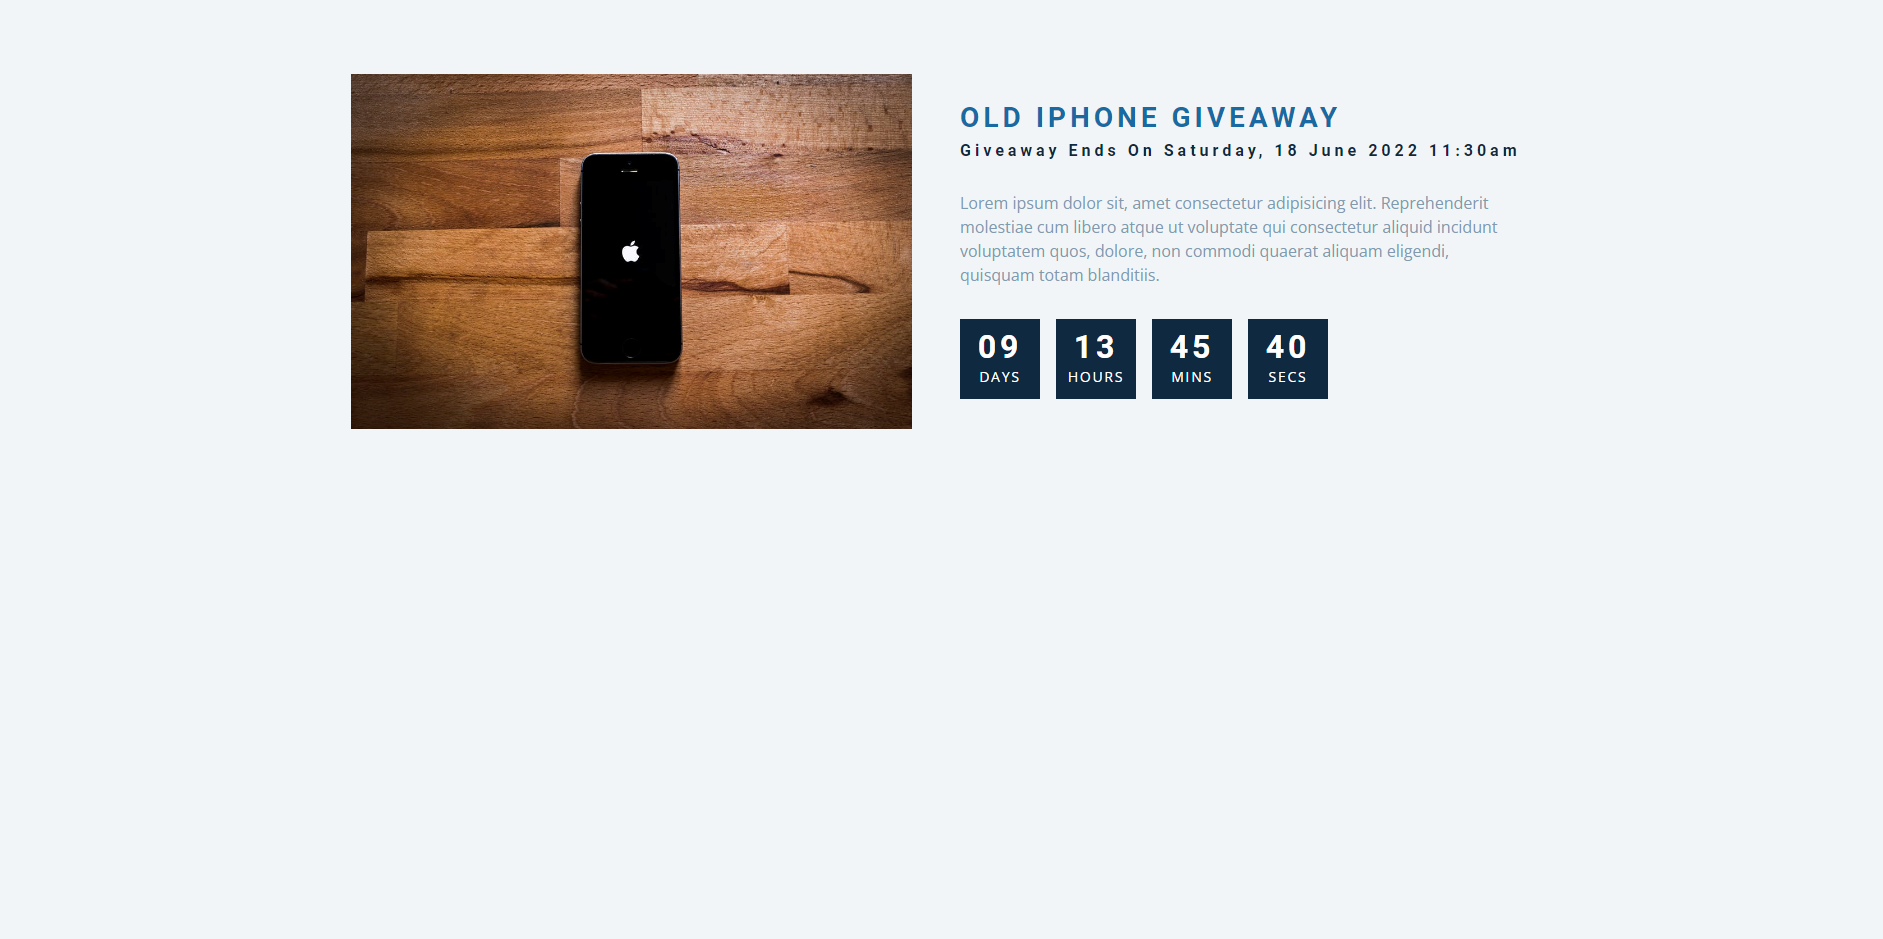 OLD IPHONE GIVEAWAY
Giveaway Ends On Saturday, 18 June 2022 11:30am
Lorem ipsum dolor sit, amet consectetur adipisicing elit. Reprehenderit
molestiae cum libero atque ut voluptate qui consectetur aliquid incidunt
voluptatem quos, dolore, non commodi quaerat aliquam eligendi,
quisquam totam blanditiis.
09 13 45 40
DAYS HOURS MINS SECS